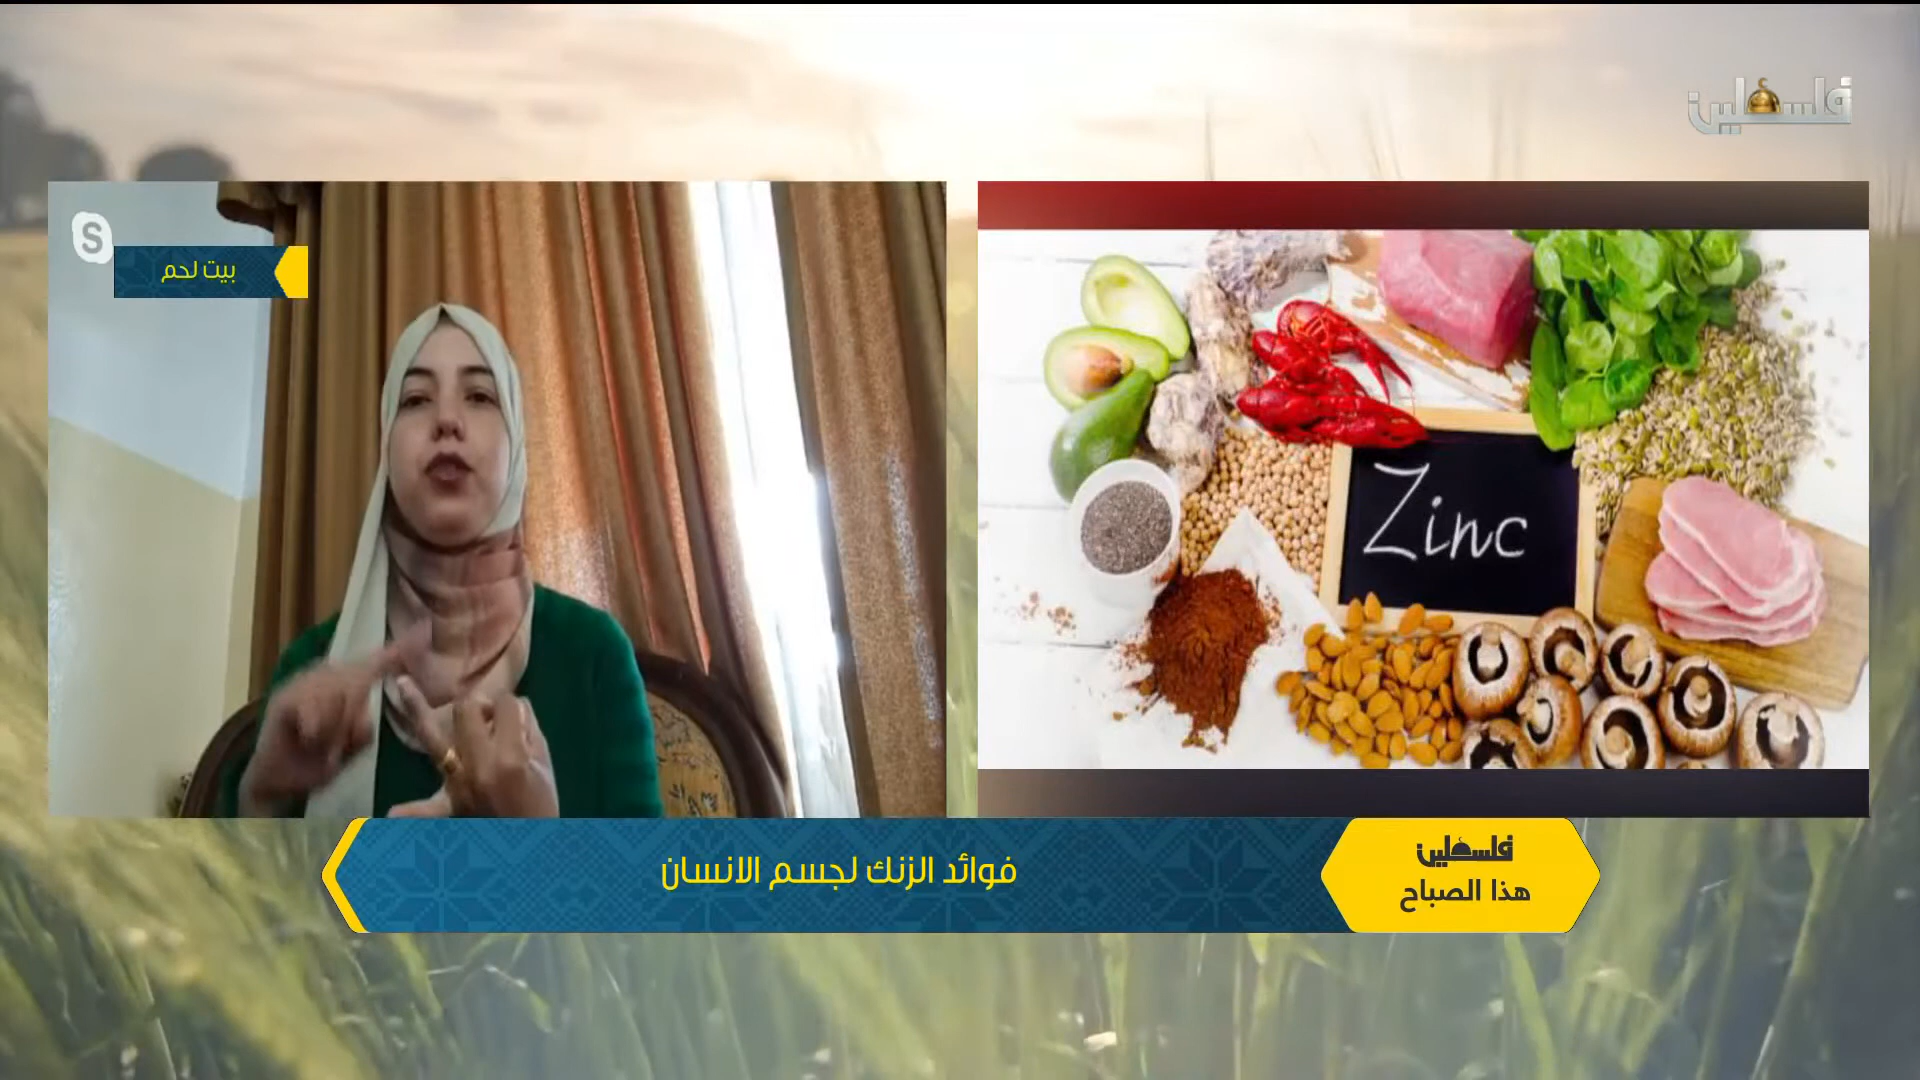 فلسطين
S
بيت لحم
Zinc
فوائد الزنك لجسم الانسان
فلسطين
هذا الصباح